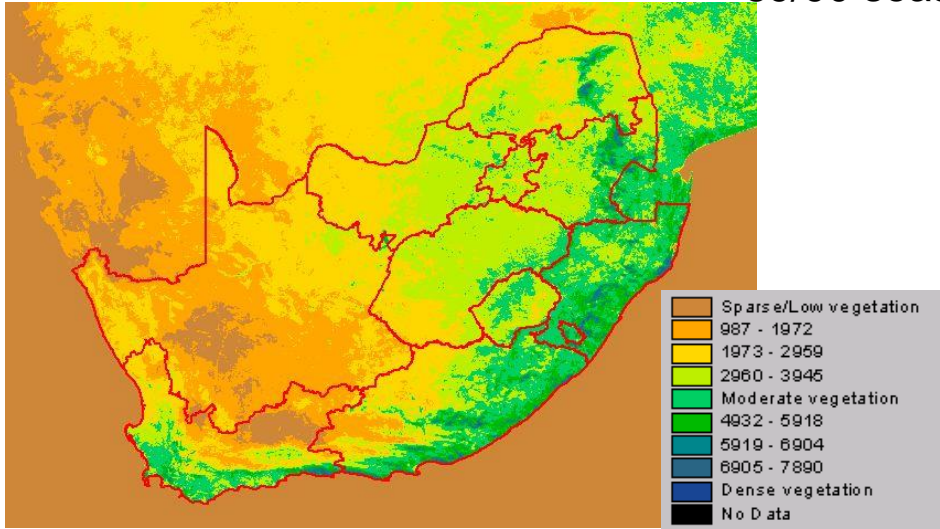 Sparse/Low vegetation
987 - 1972
1973 - 2959
2960 - 3945
Moderate vegetation
4932 - 5918
5919 - 6904
6905 - 7890
Dense vegetation
No Data